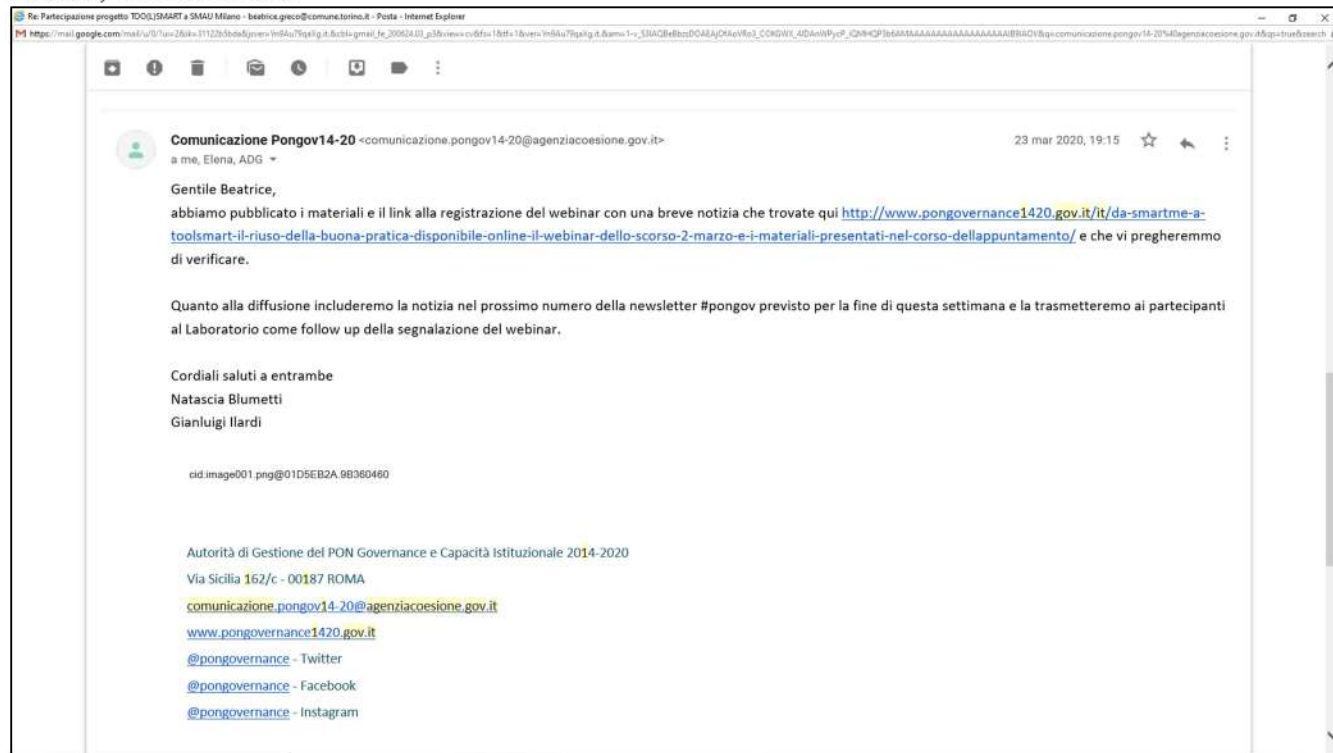 Re: Partecipazione progetto TOO(L)SMART a SMAU Milano - beatrice.greco@comune.torino.it - Posta - Internet Explorer
Comunicazione Pongov14-20 <comunicazione.pongov14-20@agenziacoesione.gov.it>
23 mar 2020, 19:15
a me, Elena, ADG
Gentile Beatrice,
abbiamo pubblicato i materiali e il link alla registrazione del webinar con una breve notizia che trovate qui http://www.pongovernance1420.gov.it/it/da-smartme-a-
toolsmart-il-riuso-della-buona-pratica-disponibile-online-il-webinar-dello-scorso-2-marzo-e-i-materiali-presentati-nel-corso-dellappuntamento/ e che vi pregheremmo
di verificare.
Quanto alla diffusione includeremo la notizia nel prossimo numero della newsletter #pongov previsto per la fine di questa settimana e la trasmetteremo ai partecipanti
al Laboratorio come follow up della segnalazione del webinar.
Cordiali saluti a entrambe
Natascia Blumetti
Gianluigi Ilardi
cid:image001.png@01D5EB2A.9B360460
Autorità di Gestione del PON Governance e Capacità Istituzionale 2014-2020
Via Sicilia 162/c - 00187 ROMA
comunicazione.pongov14-20@agenziacoesione.gov.it
www.pongovernance1420.gov.it
@pongovernance - Twitter
@pongovernance - Facebook
@pongovernance - Instagram